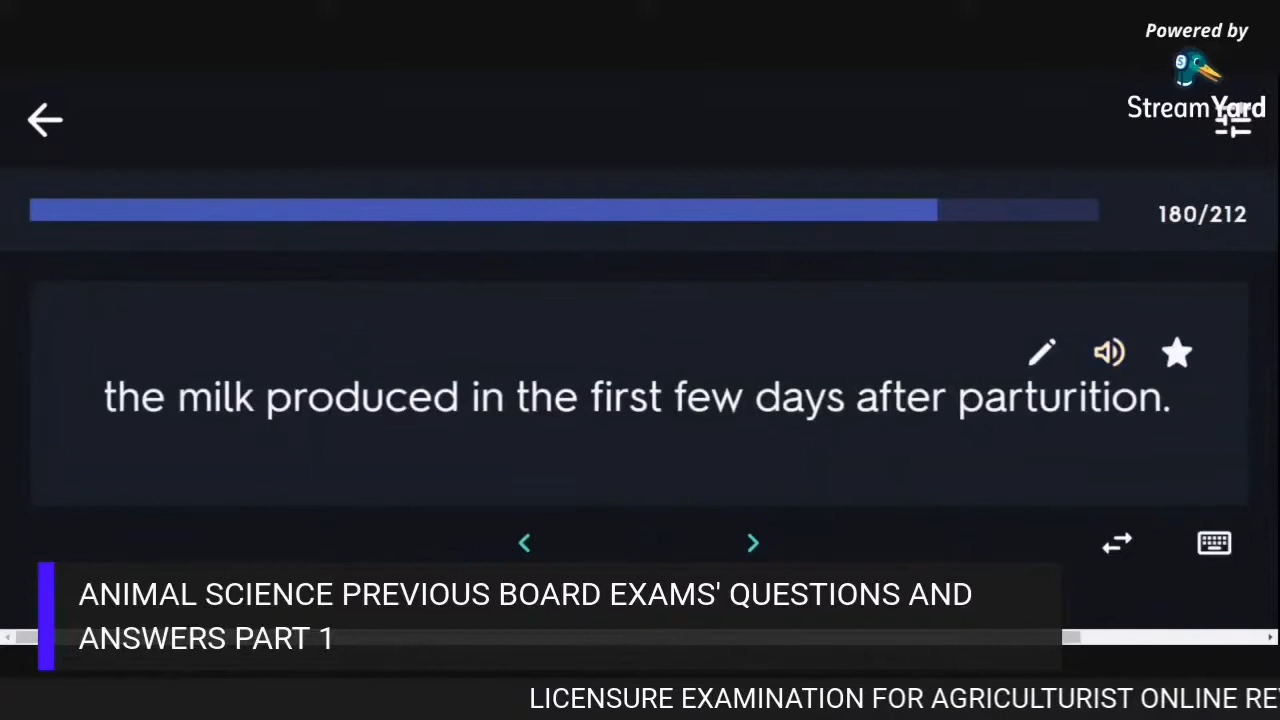 Powered by
StreamYard
180/212
the milk produced in the first few days after parturition.
ANIMAL SCIENCE PREVIOUS BOARD EXAMS' QUESTIONS AND
ANSWERS PART 1
LICENSURE EXAMINATION FOR AGRICULTURIST ONLINE RE